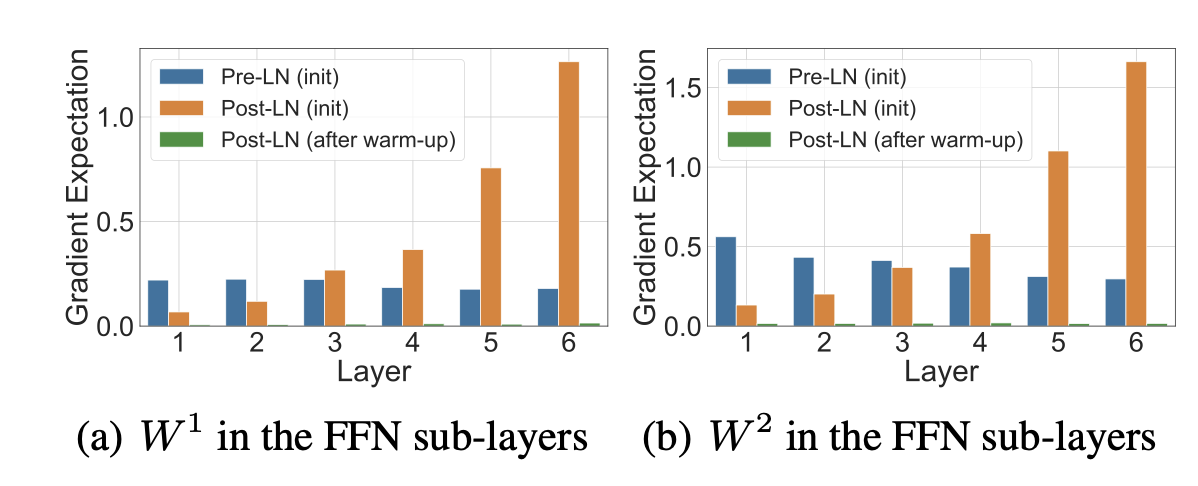 Gradient Expectation
1.0
0.5
0.0
Pre-LN (init)
Post-LN (init)
Post-LN (after warm-up)
1 2 3 4 5 6
Layer
(a) W¹ in the FFN sub-layers
Gradient Expectation
1.5
1.0
0.5
0.0
Pre-LN (init)
Post-LN (init)
Post-LN (after warm-up)
1 2 3 4 5 6
Layer
(b) W² in the FFN sub-layers